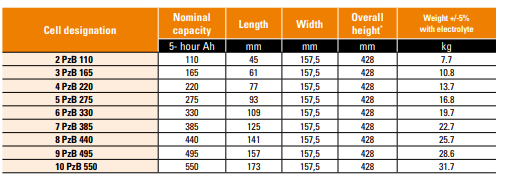 Cell designation Nominal capacity Length Width Overall height* Weight +/-5% with electrolyte
5- hour Ah mm mm mm kg
2 PzB 110 110 45 157,5 428 7.7
3 PzB 165 165 61 157,5 428 10.8
4 PzB 220 220 77 157,5 428 13.7
5 PzB 275 275 93 157,5 428 16.8
6 PzB 330 330 109 157,5 428 19.7
7 PzB 385 385 125 157,5 428 22.7
8 PzB 440 440 141 157,5 428 25.7
9 PzB 495 495 157 157,5 428 28.6
10 PzB 550 550 173 157,5 428 31.7